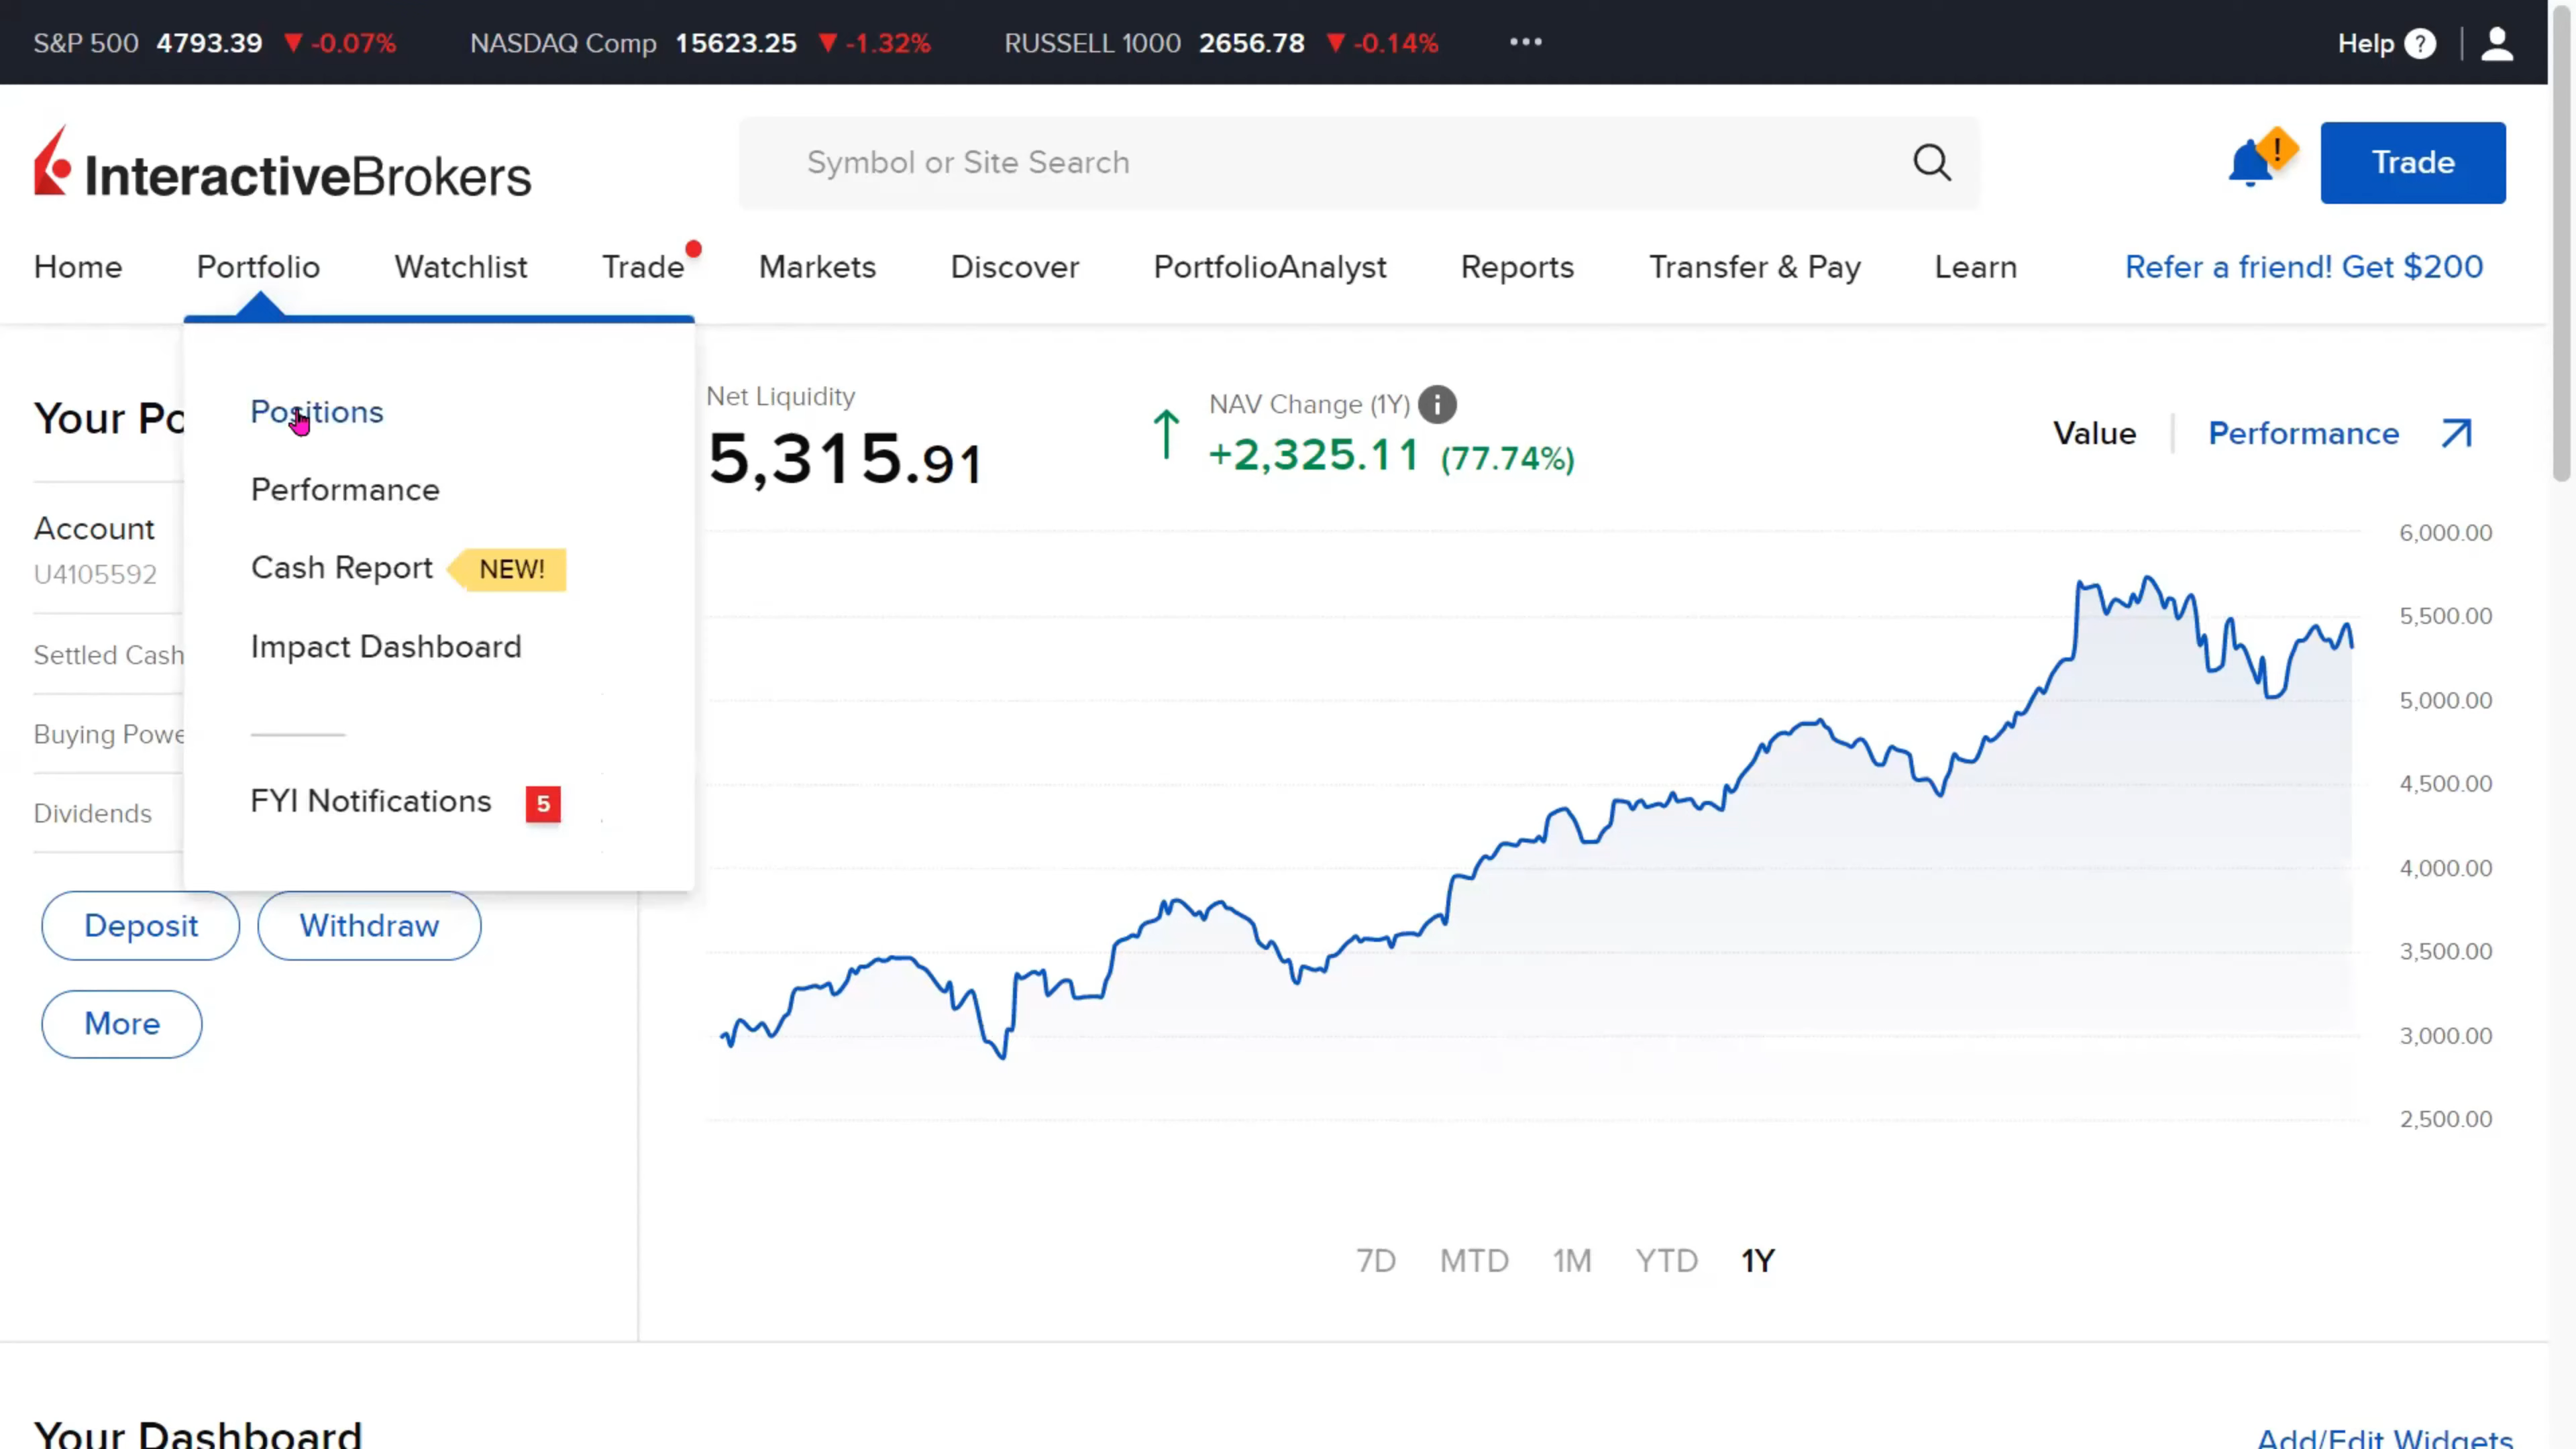 S&P 500 4793.39 ▼ -0.07% NASDAQ Comp 15623.25 ▼ -1.32% RUSSELL 1000 2656.78 ▼ -0.14% ••• Help ?
InteractiveBrokers
Symbol or Site Search
! Trade
Home Portfolio Watchlist Trade Markets Discover PortfolioAnalyst Reports Transfer & Pay Learn Refer a friend! Get $200
Your Po
Account
U4105592
Settled Cash
Buying Powe
Dividends
Deposit Withdraw
More
Positions
Performance
Cash Report NEW!
Impact Dashboard
FYI Notifications 5
Net Liquidity
5,315.91
NAV Change (1Y) i
+2,325.11 (77.74%)
Value Performance
6,000.00
5,500.00
5,000.00
4,500.00
4,000.00
3,500.00
3,000.00
2,500.00
7D MTD 1M YTD 1Y
Your Dashboard
Add/Edit Widgets